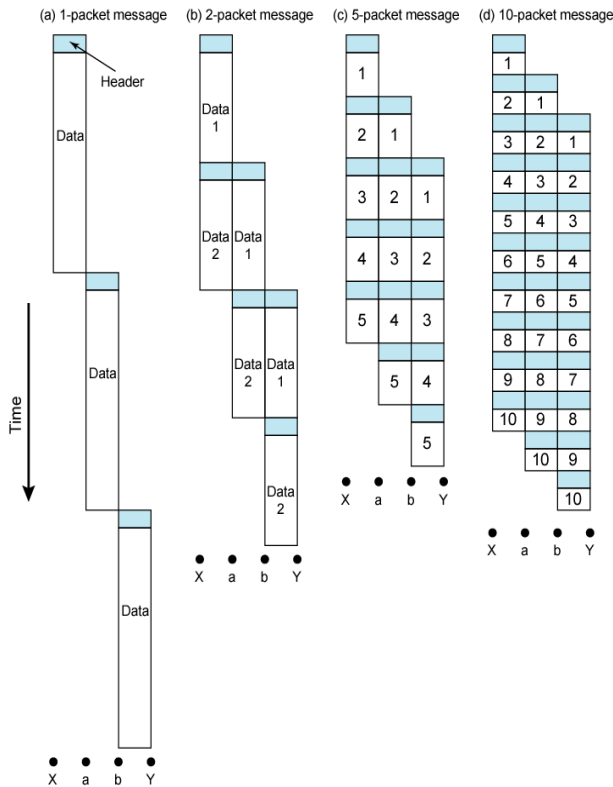 (a) 1-packet message
Header
Data
Data
Data
X a b Y
(b) 2-packet message
Data
1
Data
2
Data
1
Data
2
Data
1
Data
2
X a b Y
(c) 5-packet message
1
2 1
3 2 1
4 3 2
5 4 3
5 4
5
X a b Y
(d) 10-packet message
1
2 1
3 2 1
4 3 2
5 4 3
6 5 4
7 6 5
8 7 6
9 8 7
10 9 8
10 9
10
X a b Y
Time